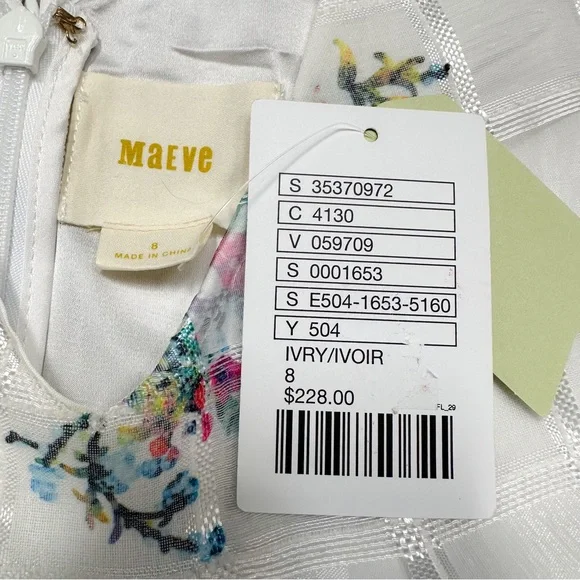 MaEve
8
MADE IN CHINA
S 35370972
C 4130
V 059709
S 0001653
S E504-1653-5160
Y 504
IVRY/IVOIR
8
$228.00
FL_29